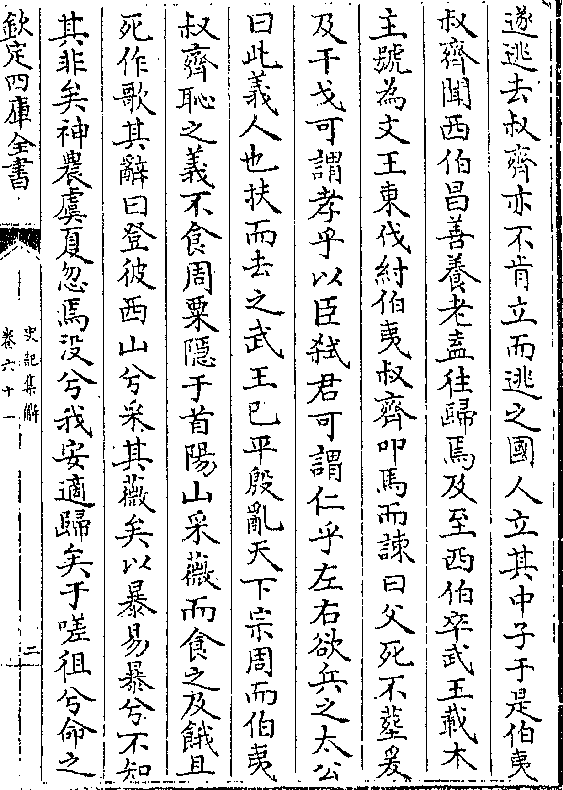 遂逃去叔齊亦不肯立而逃之國人立其中子于是伯夷
叔齊聞西伯昌善養老盍往歸焉及至西伯卒武王載木
主號為文王東伐紂伯夷叔齊叩馬而諫曰父死不塟爰
及干戈可謂孝乎以臣弑君可謂仁乎左右欲兵之太公
曰此義人也扶而去之武王已平殷亂天下宗周而伯夷
叔齊恥之義不食周粟隠于首陽山采薇而食之及餓且
死作歌其辭曰登彼西山兮采其薇矣以暴易暴兮不知
其非矣神農虞夏忽焉没兮我安適歸矣于嗟徂兮命之
欽定四庫全書
史記集解
卷六十一
二